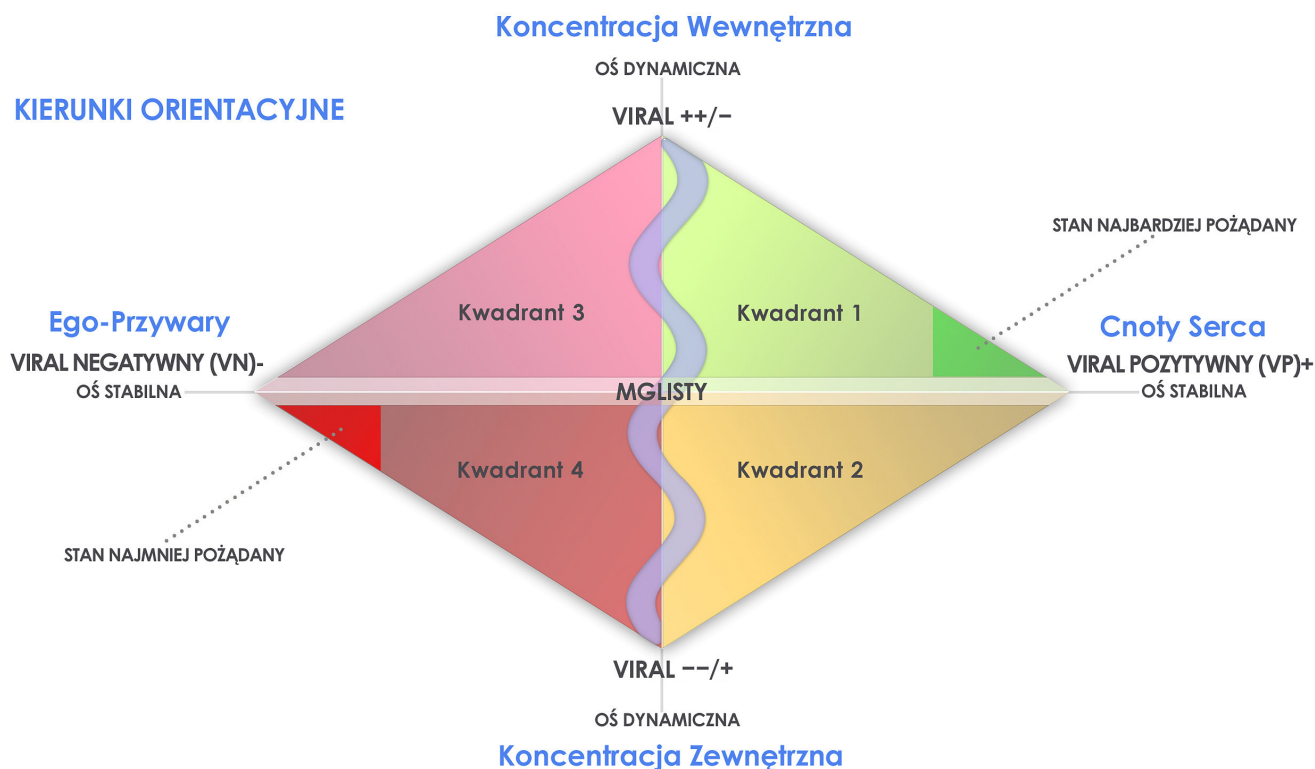 Koncentracja Wewnętrzna
OŚ DYNAMICZNA
KIERUNKI ORIENTACYJNE
VIRAL ++/−
STAN NAJBARDZIEJ POŻĄDANY
Kwadrant 3
Kwadrant 1
Ego-Przywary
Cnoty Serca
VIRAL NEGATYWNY (VN)-
VIRAL POZYTYWNY (VP)+
OŚ STABILNA
MGLISTY
OŚ STABILNA
Kwadrant 4
Kwadrant 2
STAN NAJMNIEJ POŻĄDANY
VIRAL −−/+
OŚ DYNAMICZNA
Koncentracja Zewnętrzna